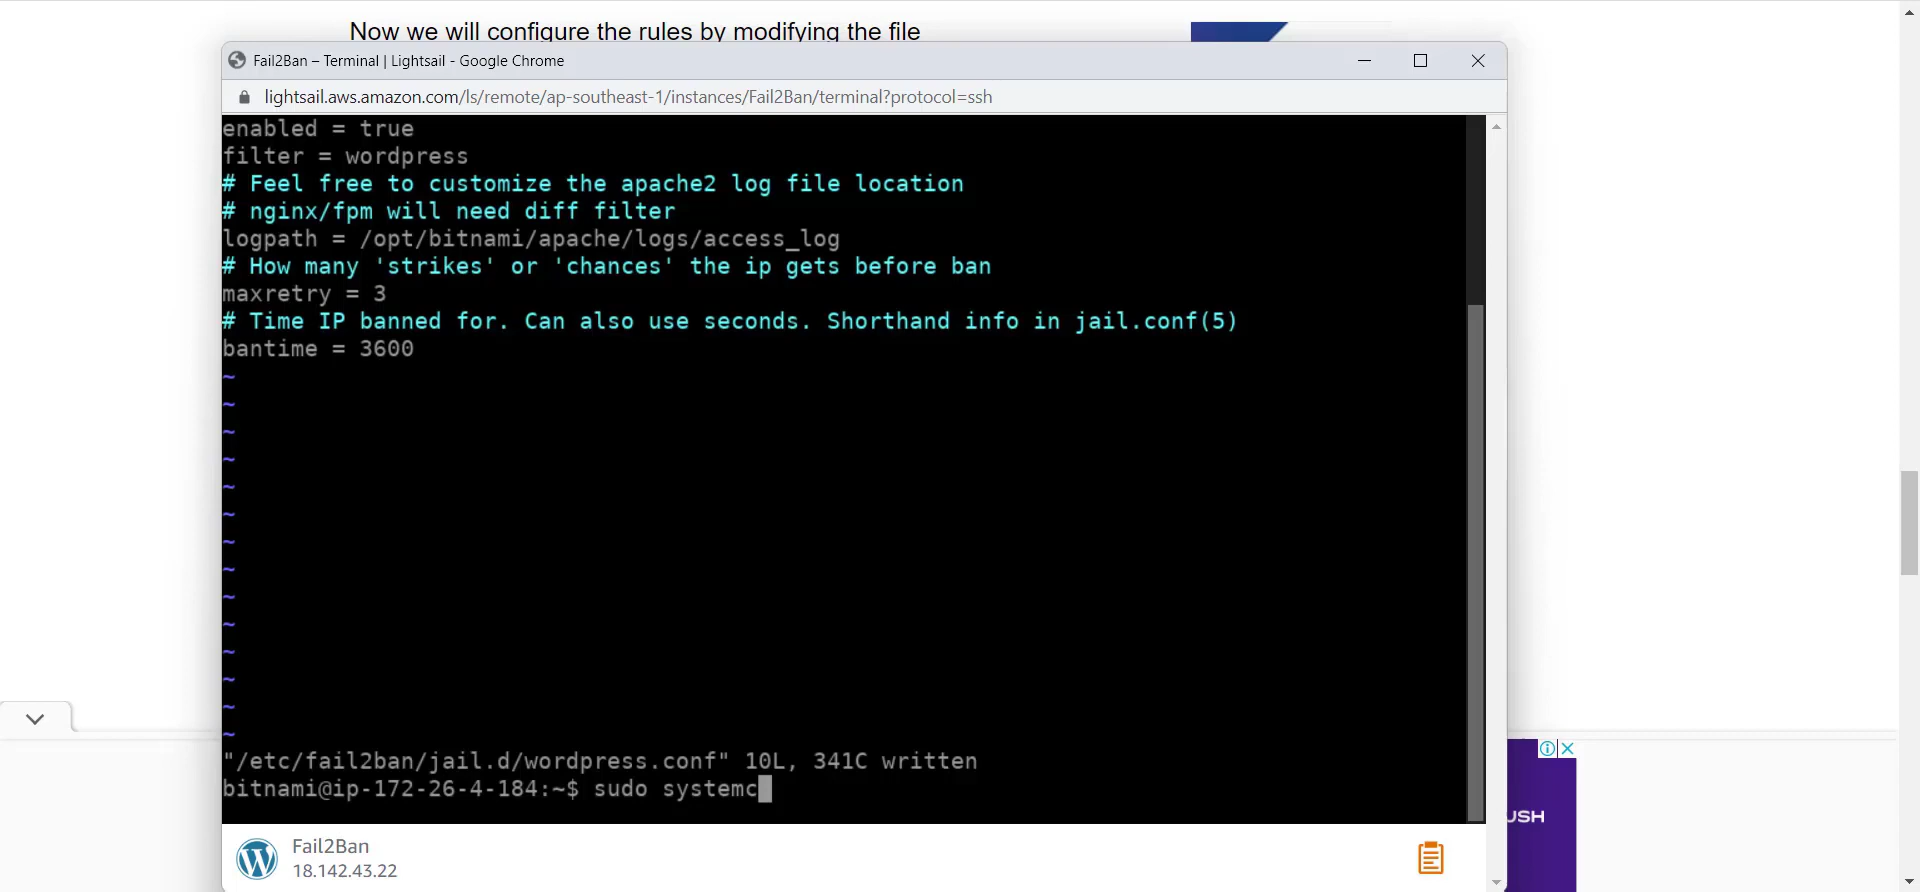 Now we will configure the rules by modifying the file
Fail2Ban – Terminal | Lightsail - Google Chrome
lightsail.aws.amazon.com/ls/remote/ap-southeast-1/instances/Fail2Ban/terminal?protocol=ssh
enabled = true
filter = wordpress
# Feel free to customize the apache2 log file location
# nginx/fpm will need diff filter
logpath = /opt/bitnami/apache/logs/access_log
# How many 'strikes' or 'chances' the ip gets before ban
maxretry = 3
# Time IP banned for. Can also use seconds. Shorthand info in jail.conf(5)
bantime = 3600
~
~
~
~
~
~
~
~
~
~
~
~
~
~
"/etc/fail2ban/jail.d/wordpress.conf" 10L, 341C written
bitnami@ip-172-26-4-184:~$ sudo systemc
USH
Fail2Ban
18.142.43.22